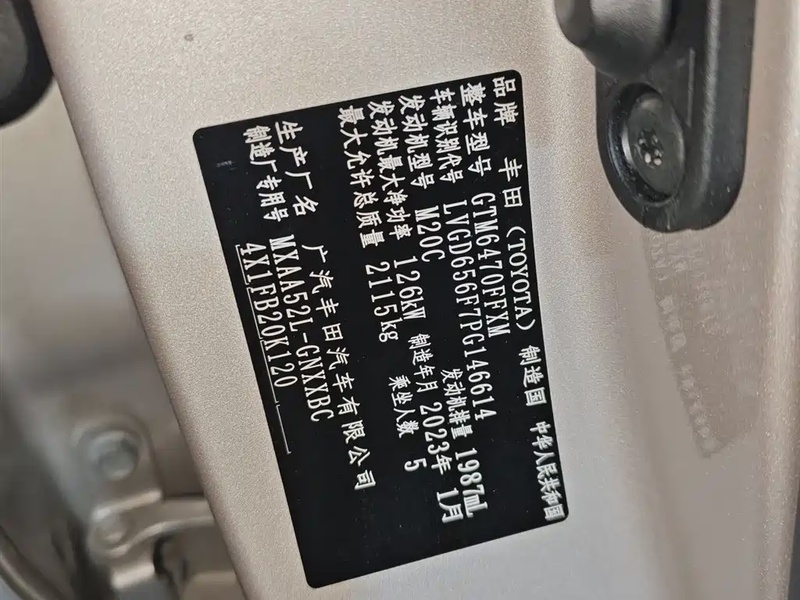 品牌 丰田（TOYOTA） 制造国 中华人民共和国
整车型号 GTM6470FFXM
车辆识别代号 LVGD656F7PG146614
发动机型号 M20C 发动机排量 1987mL
发动机最大净功率 126kW 制造年月 2023年 1月
最大允许总质量 2115kg 乘坐人数 5
生产厂名 广汽丰田汽车有限公司
制造厂专用号 MXAA52L-GNXXBC
4X1FB20K120